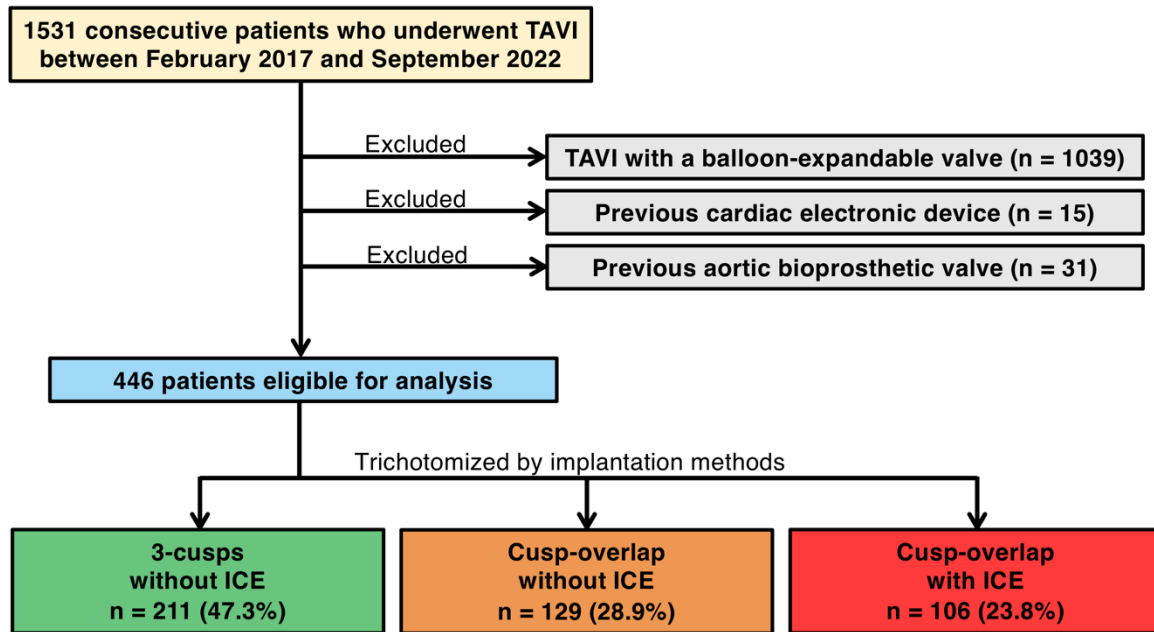 1531 consecutive patients who underwent TAVI
between February 2017 and September 2022
Excluded
TAVI with a balloon-expandable valve (n = 1039)
Excluded
Previous cardiac electronic device (n = 15)
Excluded
Previous aortic bioprosthetic valve (n = 31)
446 patients eligible for analysis
Trichotomized by implantation methods
3-cusps
without ICE
n = 211 (47.3%)
Cusp-overlap
without ICE
n = 129 (28.9%)
Cusp-overlap
with ICE
n = 106 (23.8%)